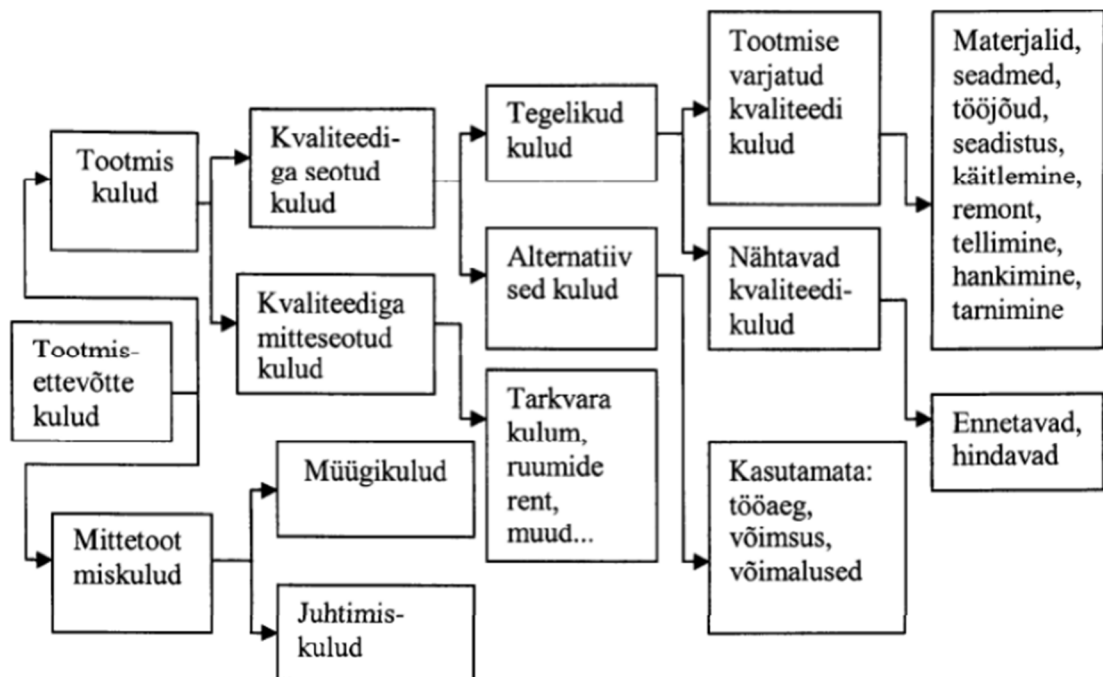 Tootmis-
ettevõtte
kulud
Tootmis
kulud
Mittetoot
miskulud
Kvaliteedi-
ga seotud
kulud
Kvaliteediga
mitteseotud
kulud
Müügikulud
Juhtimis-
kulud
Tegelikud
kulud
Alternatiiv
sed kulud
Tarkvara
kulum,
ruumide
rent,
muud...
Tootmise
varjatud
kvaliteedi
kulud
Nähtavad
kvaliteedi-
kulud
Kasutamata:
tööaeg,
võimsus,
võimalused
Materjalid,
seadmed,
tööjõud,
seadistus,
käitlemine,
remont,
tellimine,
hankimine,
tarnimine
Ennetavad,
hindavad